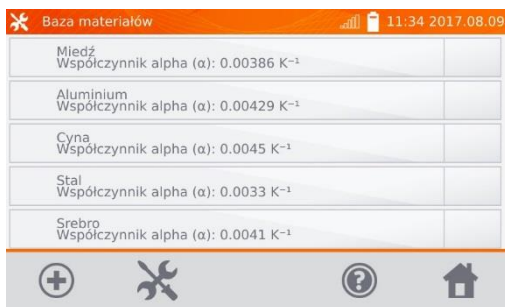 Baza materiałów 11:34 2017.08.09
Miedź
Współczynnik alpha (α): 0.00386 K⁻¹
Aluminium
Współczynnik alpha (α): 0.00429 K⁻¹
Cyna
Współczynnik alpha (α): 0.0045 K⁻¹
Stal
Współczynnik alpha (α): 0.0033 K⁻¹
Srebro
Współczynnik alpha (α): 0.0041 K⁻¹